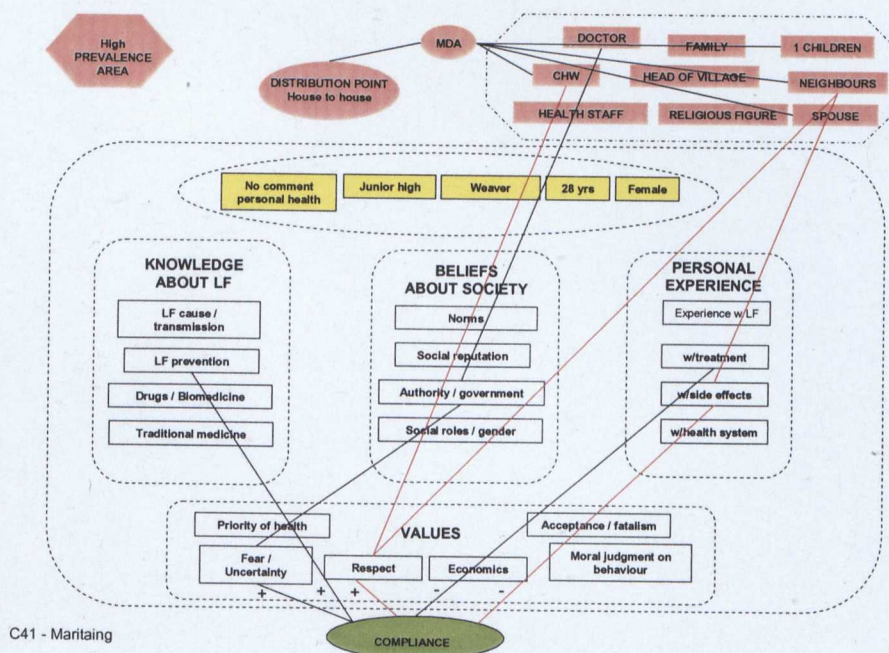 High
PREVALENCE
AREA
MDA
DOCTOR
FAMILY
1 CHILDREN
DISTRIBUTION POINT
House to house
CHW
HEAD OF VILLAGE
NEIGHBOURS
HEALTH STAFF
RELIGIOUS FIGURE
SPOUSE
No comment
personal health
Junior high
Weaver
28 yrs
Female
KNOWLEDGE
ABOUT LF
LF cause /
transmission
LF prevention
Drugs / Biomedicine
Traditional medicine
BELIEFS
ABOUT SOCIETY
Norms
Social reputation
Authority / government
Social roles / gender
PERSONAL
EXPERIENCE
Experience w LF
w/treatment
w/side effects
w/health system
Priority of health
VALUES
Acceptance / fatalism
Fear /
Uncertainty
Respect
Economics
Moral judgment on
behaviour
+ + + - -
COMPLIANCE
C41 - Maritaing